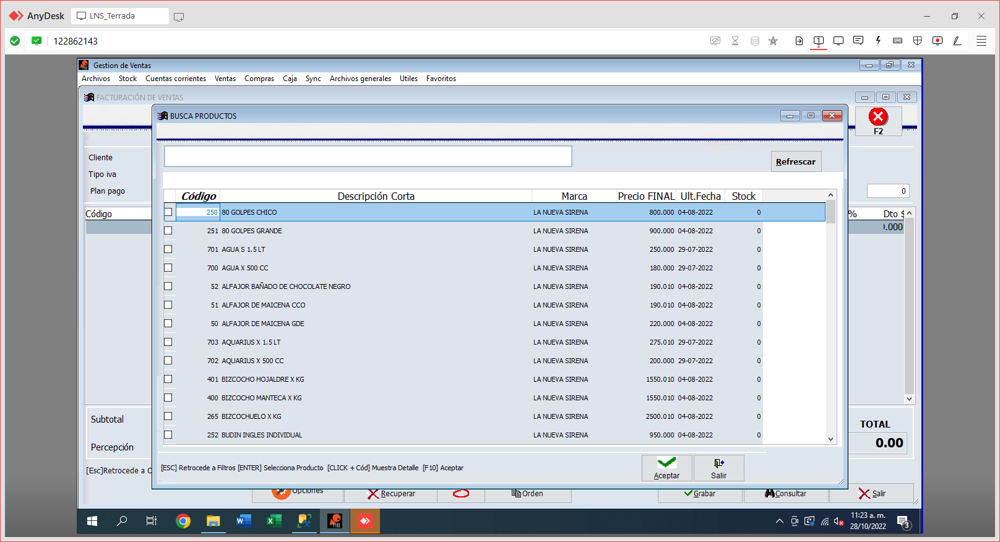 AnyDesk
LNS_Terrada
122862143
1
Gestion de Ventas
Archivos Stock Cuentas corrientes Ventas Compras Caja Sync Archivos generales Utiles Favoritos
FACTURACIÓN DE VENTAS
BUSCA PRODUCTOS
F2
Cliente
Refrescar
Tipo iva
Plan pago
0
Código Descripción Corta Marca Precio FINAL Ult.Fecha Stock
250 80 GOLPES CHICO LA NUEVA SIRENA 800.000 04-08-2022 0
251 80 GOLPES GRANDE LA NUEVA SIRENA 900.000 04-08-2022 0
701 AGUA S 1.5 LT LA NUEVA SIRENA 250.000 29-07-2022 0
700 AGUA X 500 CC LA NUEVA SIRENA 180.000 29-07-2022 0
52 ALFAJOR BAÑADO DE CHOCOLATE NEGRO LA NUEVA SIRENA 190.010 04-08-2022 0
51 ALFAJOR DE MAICENA CCO LA NUEVA SIRENA 190.010 04-08-2022 0
50 ALFAJOR DE MAICENA GDE LA NUEVA SIRENA 220.000 04-08-2022 0
703 AQUARIUS X 1.5 LT LA NUEVA SIRENA 275.010 29-07-2022 0
702 AQUARIUS X 500 CC LA NUEVA SIRENA 200.000 29-07-2022 0
401 BIZCOCHO HOJALDRE X KG LA NUEVA SIRENA 1550.010 04-08-2022 0
400 BIZCOCHO MANTECA X KG LA NUEVA SIRENA 1550.010 04-08-2022 0
265 BIZCOCHUELO X KG LA NUEVA SIRENA 2500.010 04-08-2022 0
252 BUDIN INGLES INDIVIDUAL LA NUEVA SIRENA 950.000 04-08-2022 0
Código
% Dto $
.000
Subtotal
Percepción
TOTAL
0.00
[Esc]Retrocede a C
[ESC] Retrocede a Filtros [ENTER] Selecciona Producto [CLICK + Cód] Muestra Detalle [F10] Aceptar
Aceptar
Salir
Opciones Recuperar Orden Grabar Consultar Salir
11:23 a. m.
28/10/2022
3